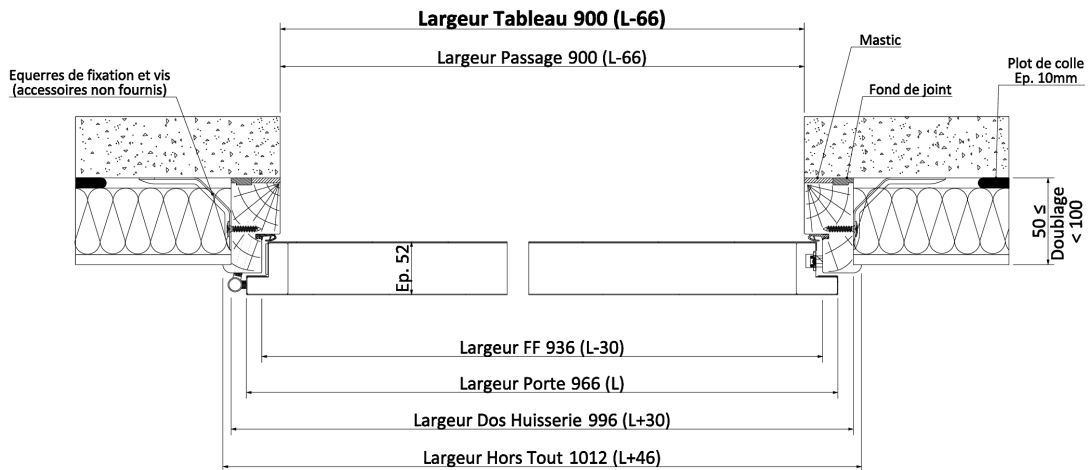 Largeur Tableau 900 (L-66)
Largeur Passage 900 (L-66)
Mastic
Equerres de fixation et vis
(accessoires non fournis)
Plot de colle
Ep. 10mm
Fond de joint
50 ≤
Doublage
< 100
Ep. 52
Largeur FF 936 (L-30)
Largeur Porte 966 (L)
Largeur Dos Huisserie 996 (L+30)
Largeur Hors Tout 1012 (L+46)